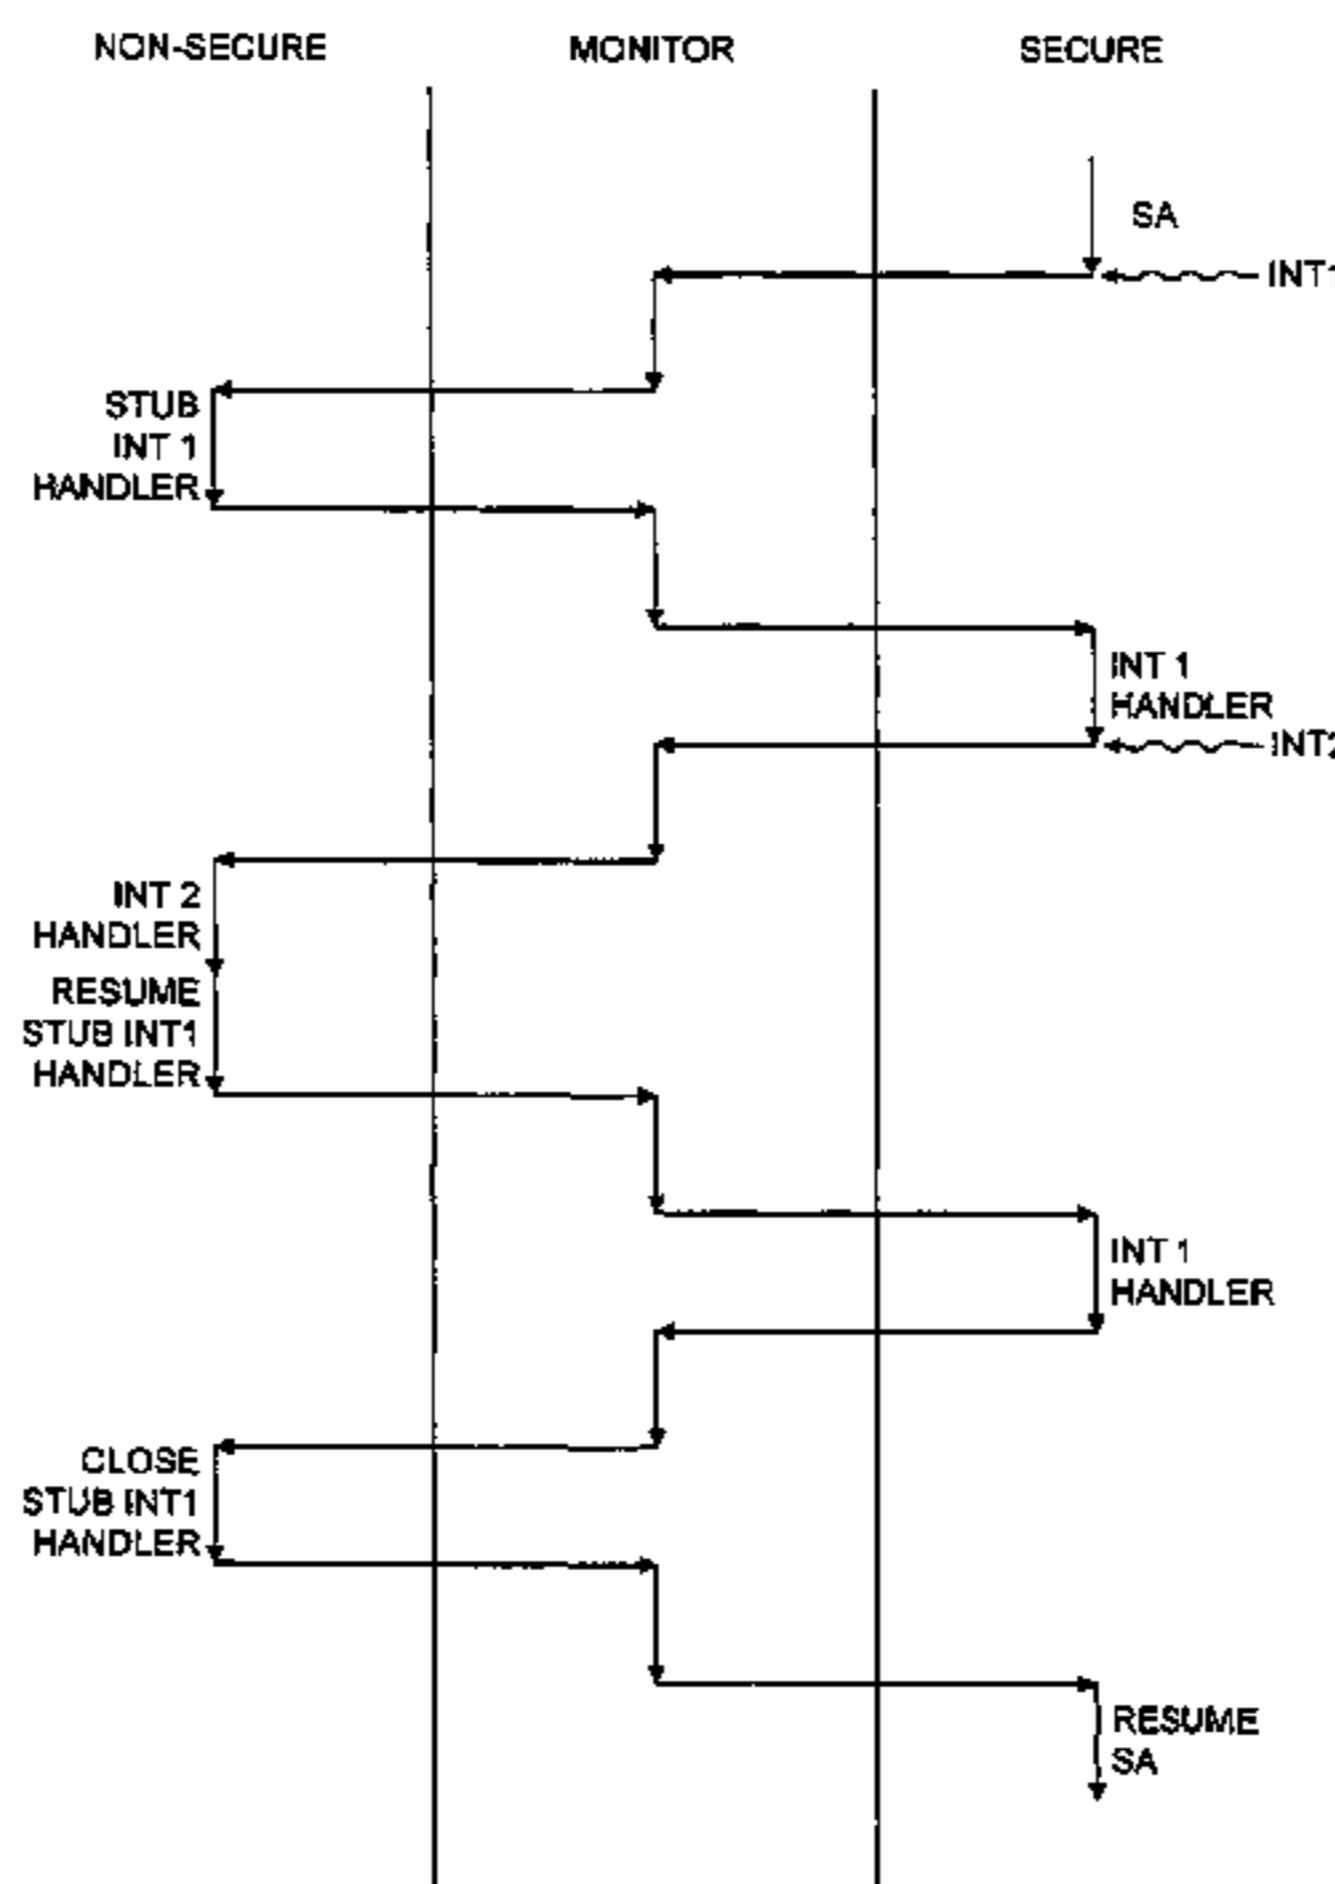 NON-SECURE
MONITOR
SECURE
SA
INT1
STUB
INT 1
HANDLER
INT 1
HANDLER
INT2
INT 2
HANDLER
RESUME
STUB INT1
HANDLER
INT 1
HANDLER
CLOSE
STUB INT1
HANDLER
RESUME
SA